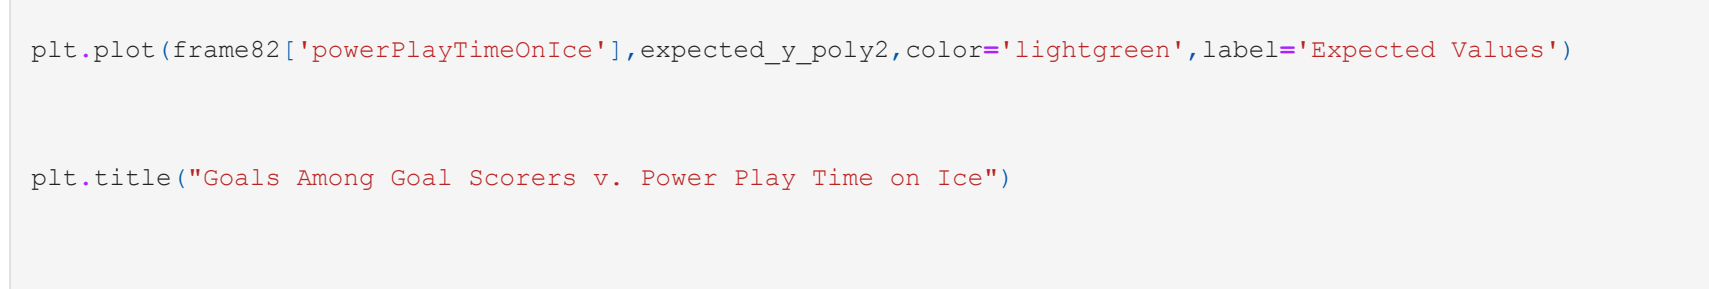 plt.plot(frame82['powerPlayTimeOnIce'],expected_y_poly2,color='lightgreen',label='Expected Values')
plt.title("Goals Among Goal Scorers v. Power Play Time on Ice")